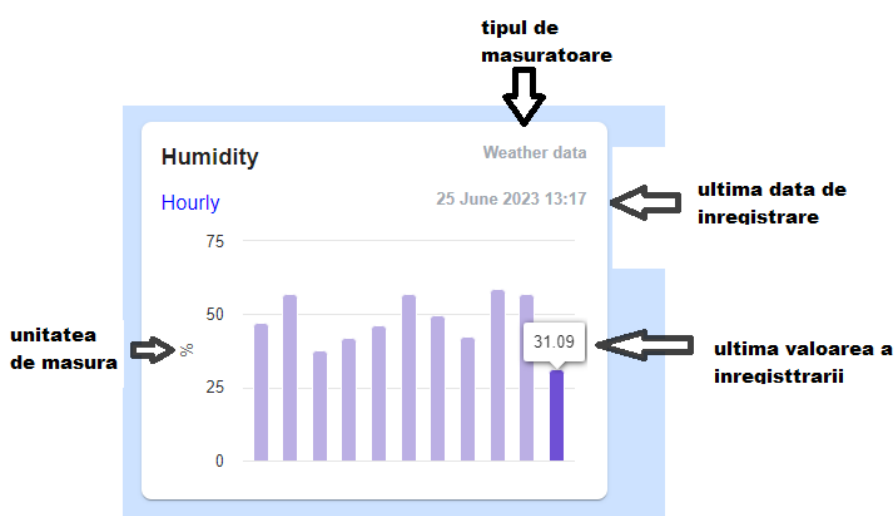 tipul de
masuratoare
Humidity
Weather data
Hourly
25 June 2023 13:17
ultima data de
inregistrare
75
50
25
0
%
unitatea
de masura
31.09
ultima valoarea a
inregisttrarii